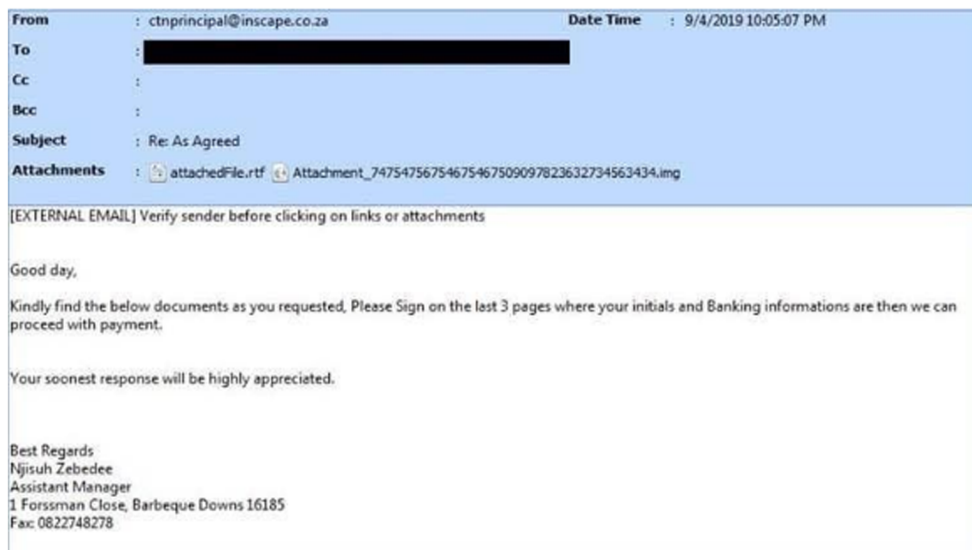 From : ctnprincipal@inscape.co.za Date Time : 9/4/2019 10:05:07 PM
To :
Cc :
Bcc :
Subject : Re: As Agreed
Attachments : attachedFile.rtf Attachment_74754756754675467509097823632734563434.img
[EXTERNAL EMAIL] Verify sender before clicking on links or attachments
Good day,
Kindly find the below documents as you requested, Please Sign on the last 3 pages where your initials and Banking informations are then we can
proceed with payment.
Your soonest response will be highly appreciated.
Best Regards
Njisuh Zebedee
Assistant Manager
1 Forssman Close, Barbeque Downs 16185
Fax: 0822748278